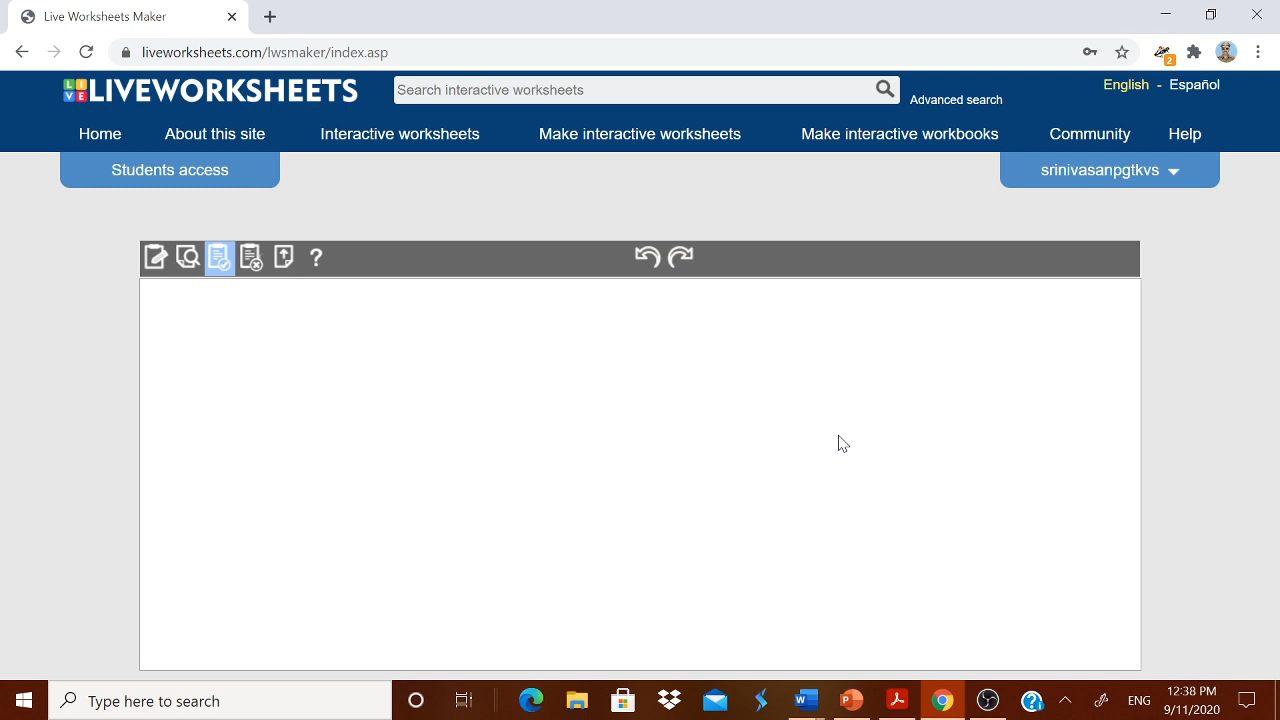 Live Worksheets Maker
liveworksheets.com/lwsmaker/index.asp
2
LIVE LIVEWORKSHEETS
Search interactive worksheets
Advanced search
English - Español
Home About this site Interactive worksheets Make interactive worksheets Make interactive workbooks Community Help
Students access
srinivasanpgtkvs
?
Type here to search
ENG
12:38 PM
9/11/2020